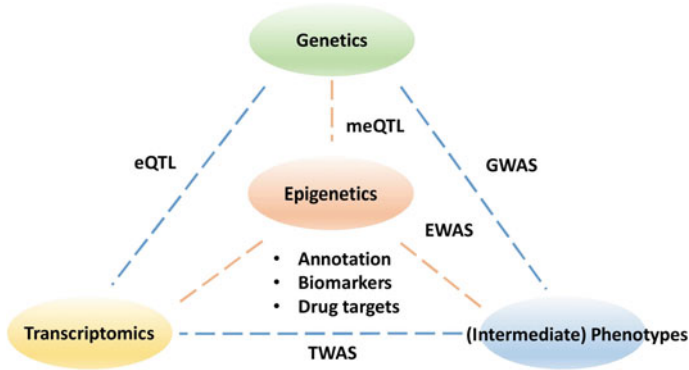 Genetics
meQTL
eQTL
GWAS
Epigenetics
EWAS
• Annotation
• Biomarkers
• Drug targets
Transcriptomics
(Intermediate) Phenotypes
TWAS